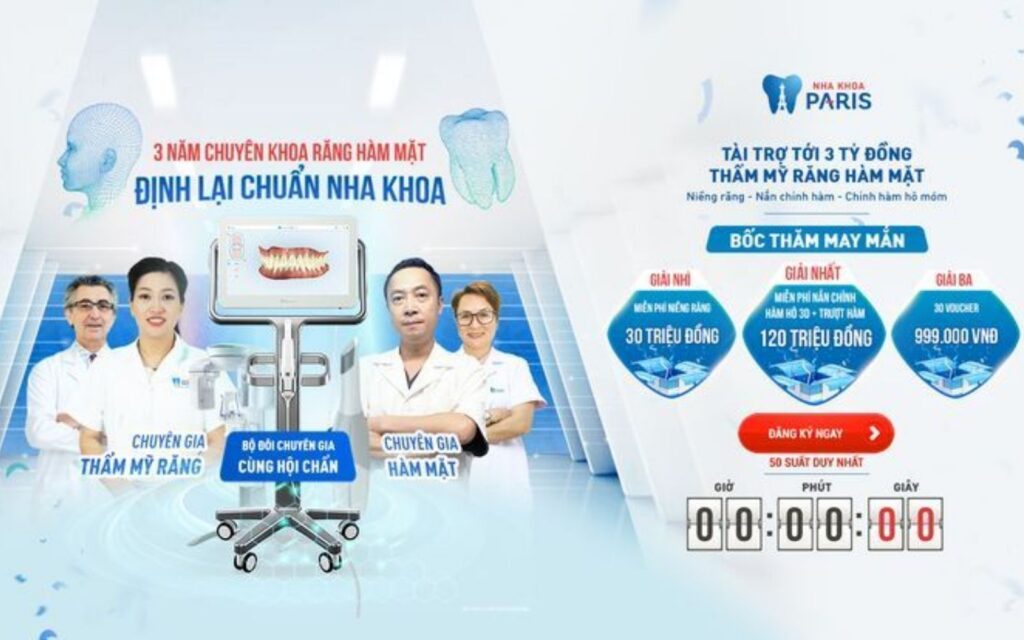 3 NĂM CHUYÊN KHOA RĂNG HÀM MẶT
ĐỊNH LẠI CHUẨN NHA KHOA
CHUYÊN GIA
THẨM MỸ RĂNG
BỘ ĐÔI CHUYÊN GIA
CÙNG HỘI CHẨN
CHUYÊN GIA
HÀM MẶT
NHA KHOA
PARIS
TÀI TRỢ TỚI 3 TỶ ĐỒNG
THẨM MỸ RĂNG HÀM MẶT
Niềng răng - Nắn chỉnh hàm - Chỉnh hàm hô móm
BỐC THĂM MAY MẮN
GIẢI NHÌ
MIỄN PHÍ NIỀNG RĂNG
30 TRIỆU ĐỒNG
GIẢI NHẤT
MIỄN PHÍ NẮN CHỈNH
HÀM HÔ 3D + TRƯỢT HÀM
120 TRIỆU ĐỒNG
GIẢI BA
30 VOUCHER
999.000 VNĐ
ĐĂNG KÝ NGAY
50 SUẤT DUY NHẤT
GIỜ PHÚT GIÂY
00:00:00